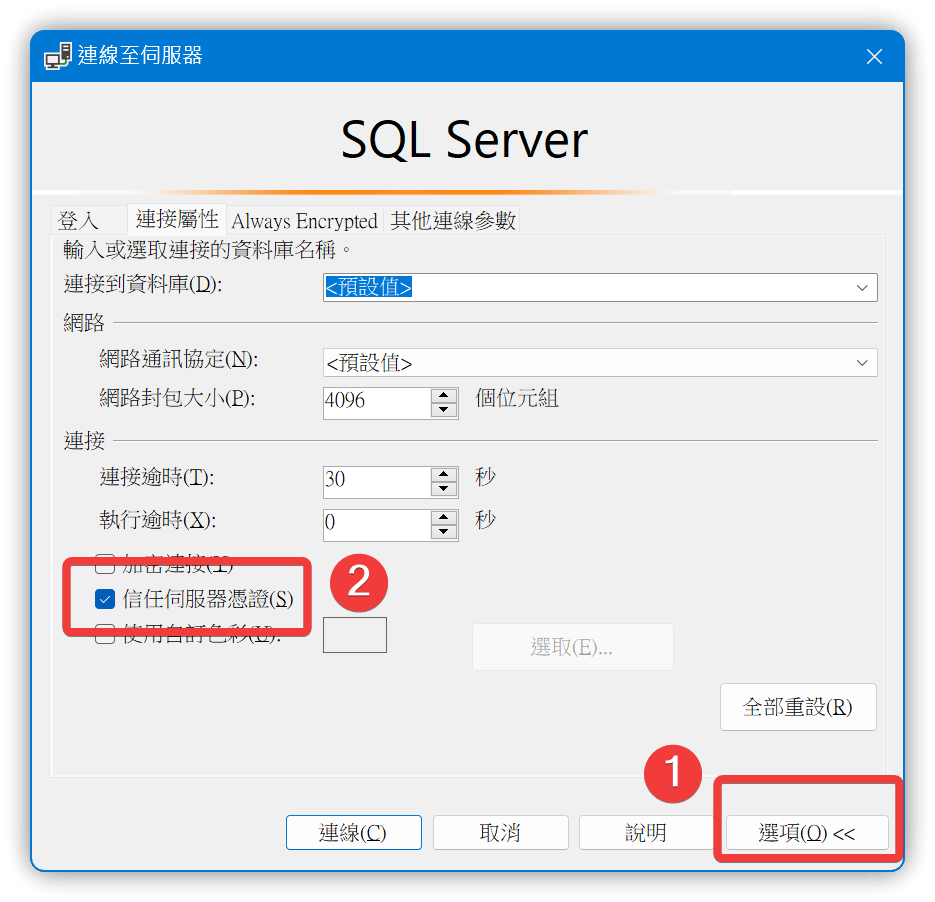 連線至伺服器
SQL Server
登入 連接屬性 Always Encrypted 其他連線參數
輸入或選取連接的資料庫名稱。
連接到資料庫(D): <預設值>
網路
網路通訊協定(N): <預設值>
網路封包大小(P): 4096 個位元組
連接
連接逾時(T): 30 秒
執行逾時(X): 0 秒
加密連接(Y)
信任伺服器憑證(S)
2
使用自訂色彩(U):
選取(E)...
全部重設(R)
1
連線(C) 取消 說明 選項(O) <<